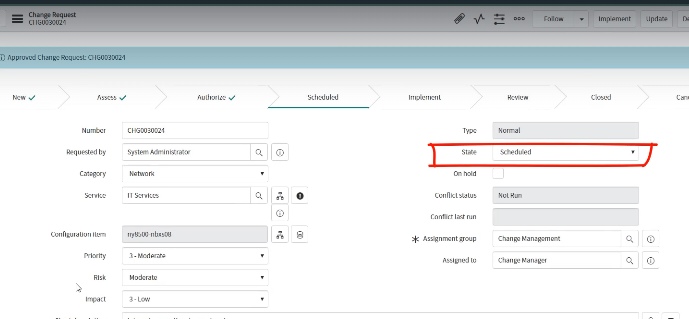 Change Request
CHG0030024
Follow
Implement
Update
Approved Change Request: CHG0030024
New
Assess
Authorize
Scheduled
Implement
Review
Closed
Number CHG0030024
Type Normal
Requested by System Administrator
State Scheduled
Category Network
On hold
Service IT Services
Conflict status Not Run
Conflict last run
Configuration item ny8500-nbxs08
Assignment group Change Management
Priority 3 - Moderate
Assigned to Change Manager
Risk Moderate
Impact 3 - Low